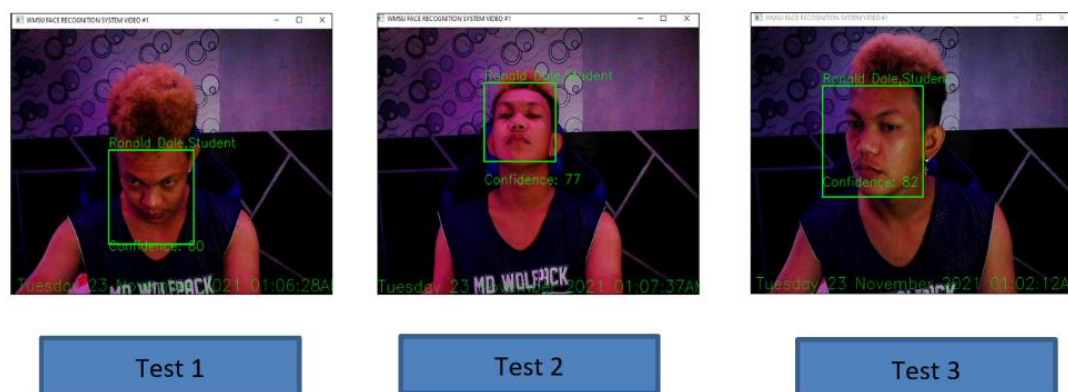 WMSU FACE RECOGNITION SYSTEM VIDEO #1
Ronald Dale,Student
Confidence: 80
MD WOLFPACK
Tuesday 23 November 2021 01:06:28AM
Test 1
WMSU FACE RECOGNITION SYSTEM VIDEO #1
Ronald Dale,Student
Confidence: 77
MD WOLFPACK
Tuesday 23 November 2021 01:07:37AM
Test 2
WMSU FACE RECOGNITION SYSTEM VIDEO #1
Ronald Dale,Student
Confidence: 82
Tuesday 23 November 2021 01:02:12AM
Test 3